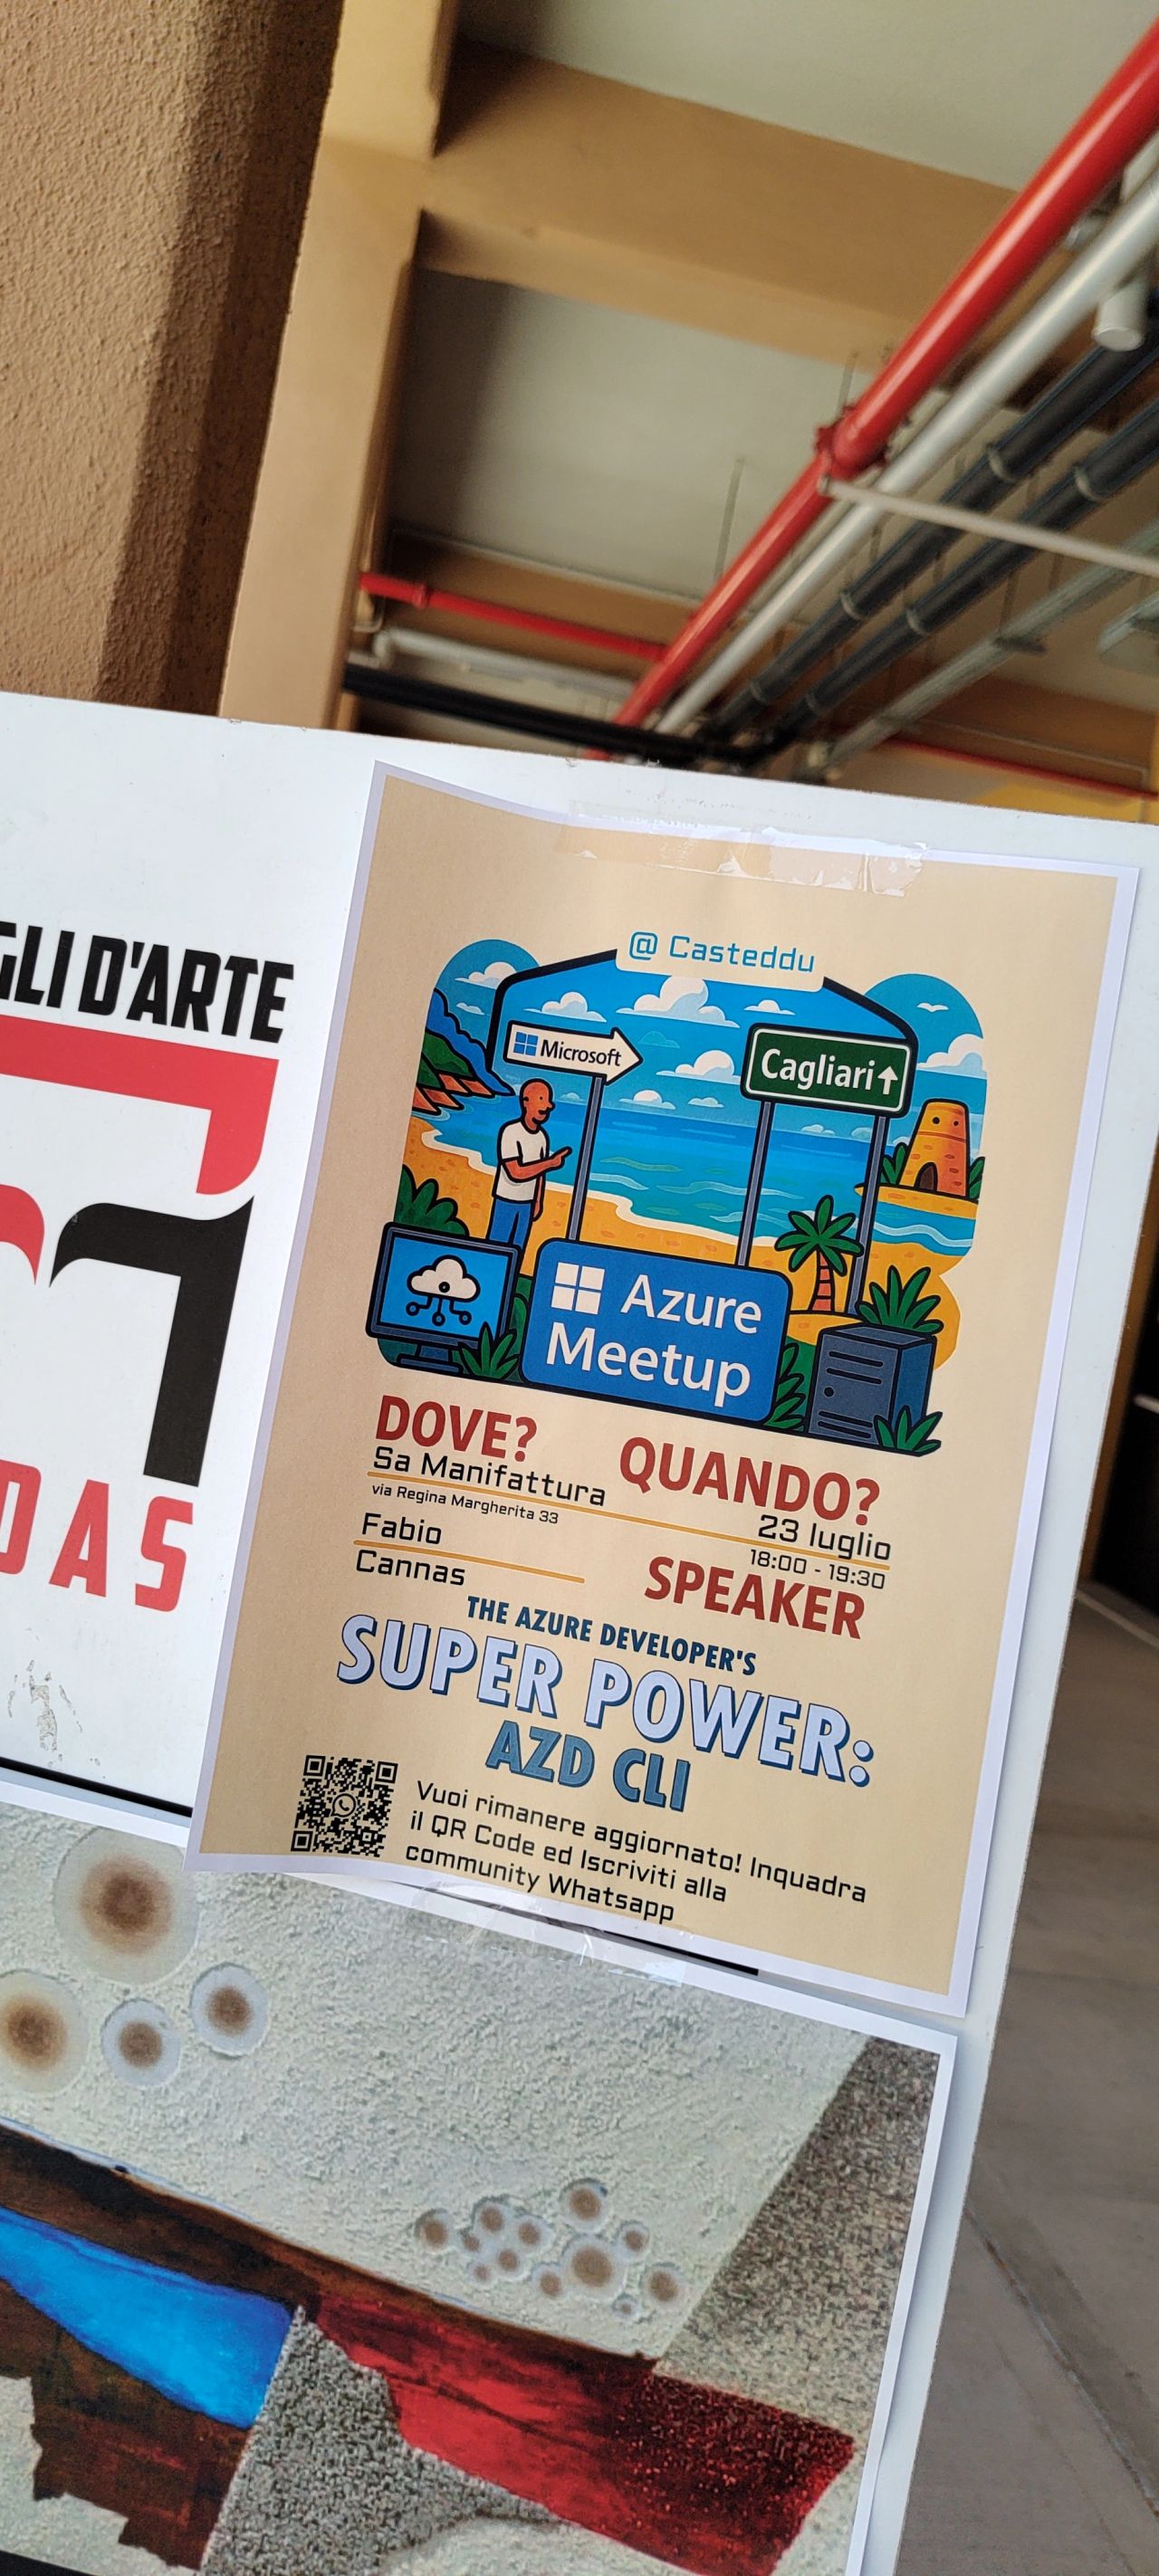 GLI D'ARTE
DAS
@ Casteddu
Microsoft
Cagliari
Azure
Meetup
DOVE?
Sa Manifattura
via Regina Margherita 33
QUANDO?
23 luglio
18:00 - 19:30
Fabio
Cannas
SPEAKER
THE AZURE DEVELOPER'S
SUPER POWER:
AZD CLI
Vuoi rimanere aggiornato! Inquadra
il QR Code ed Iscriviti alla
community Whatsapp